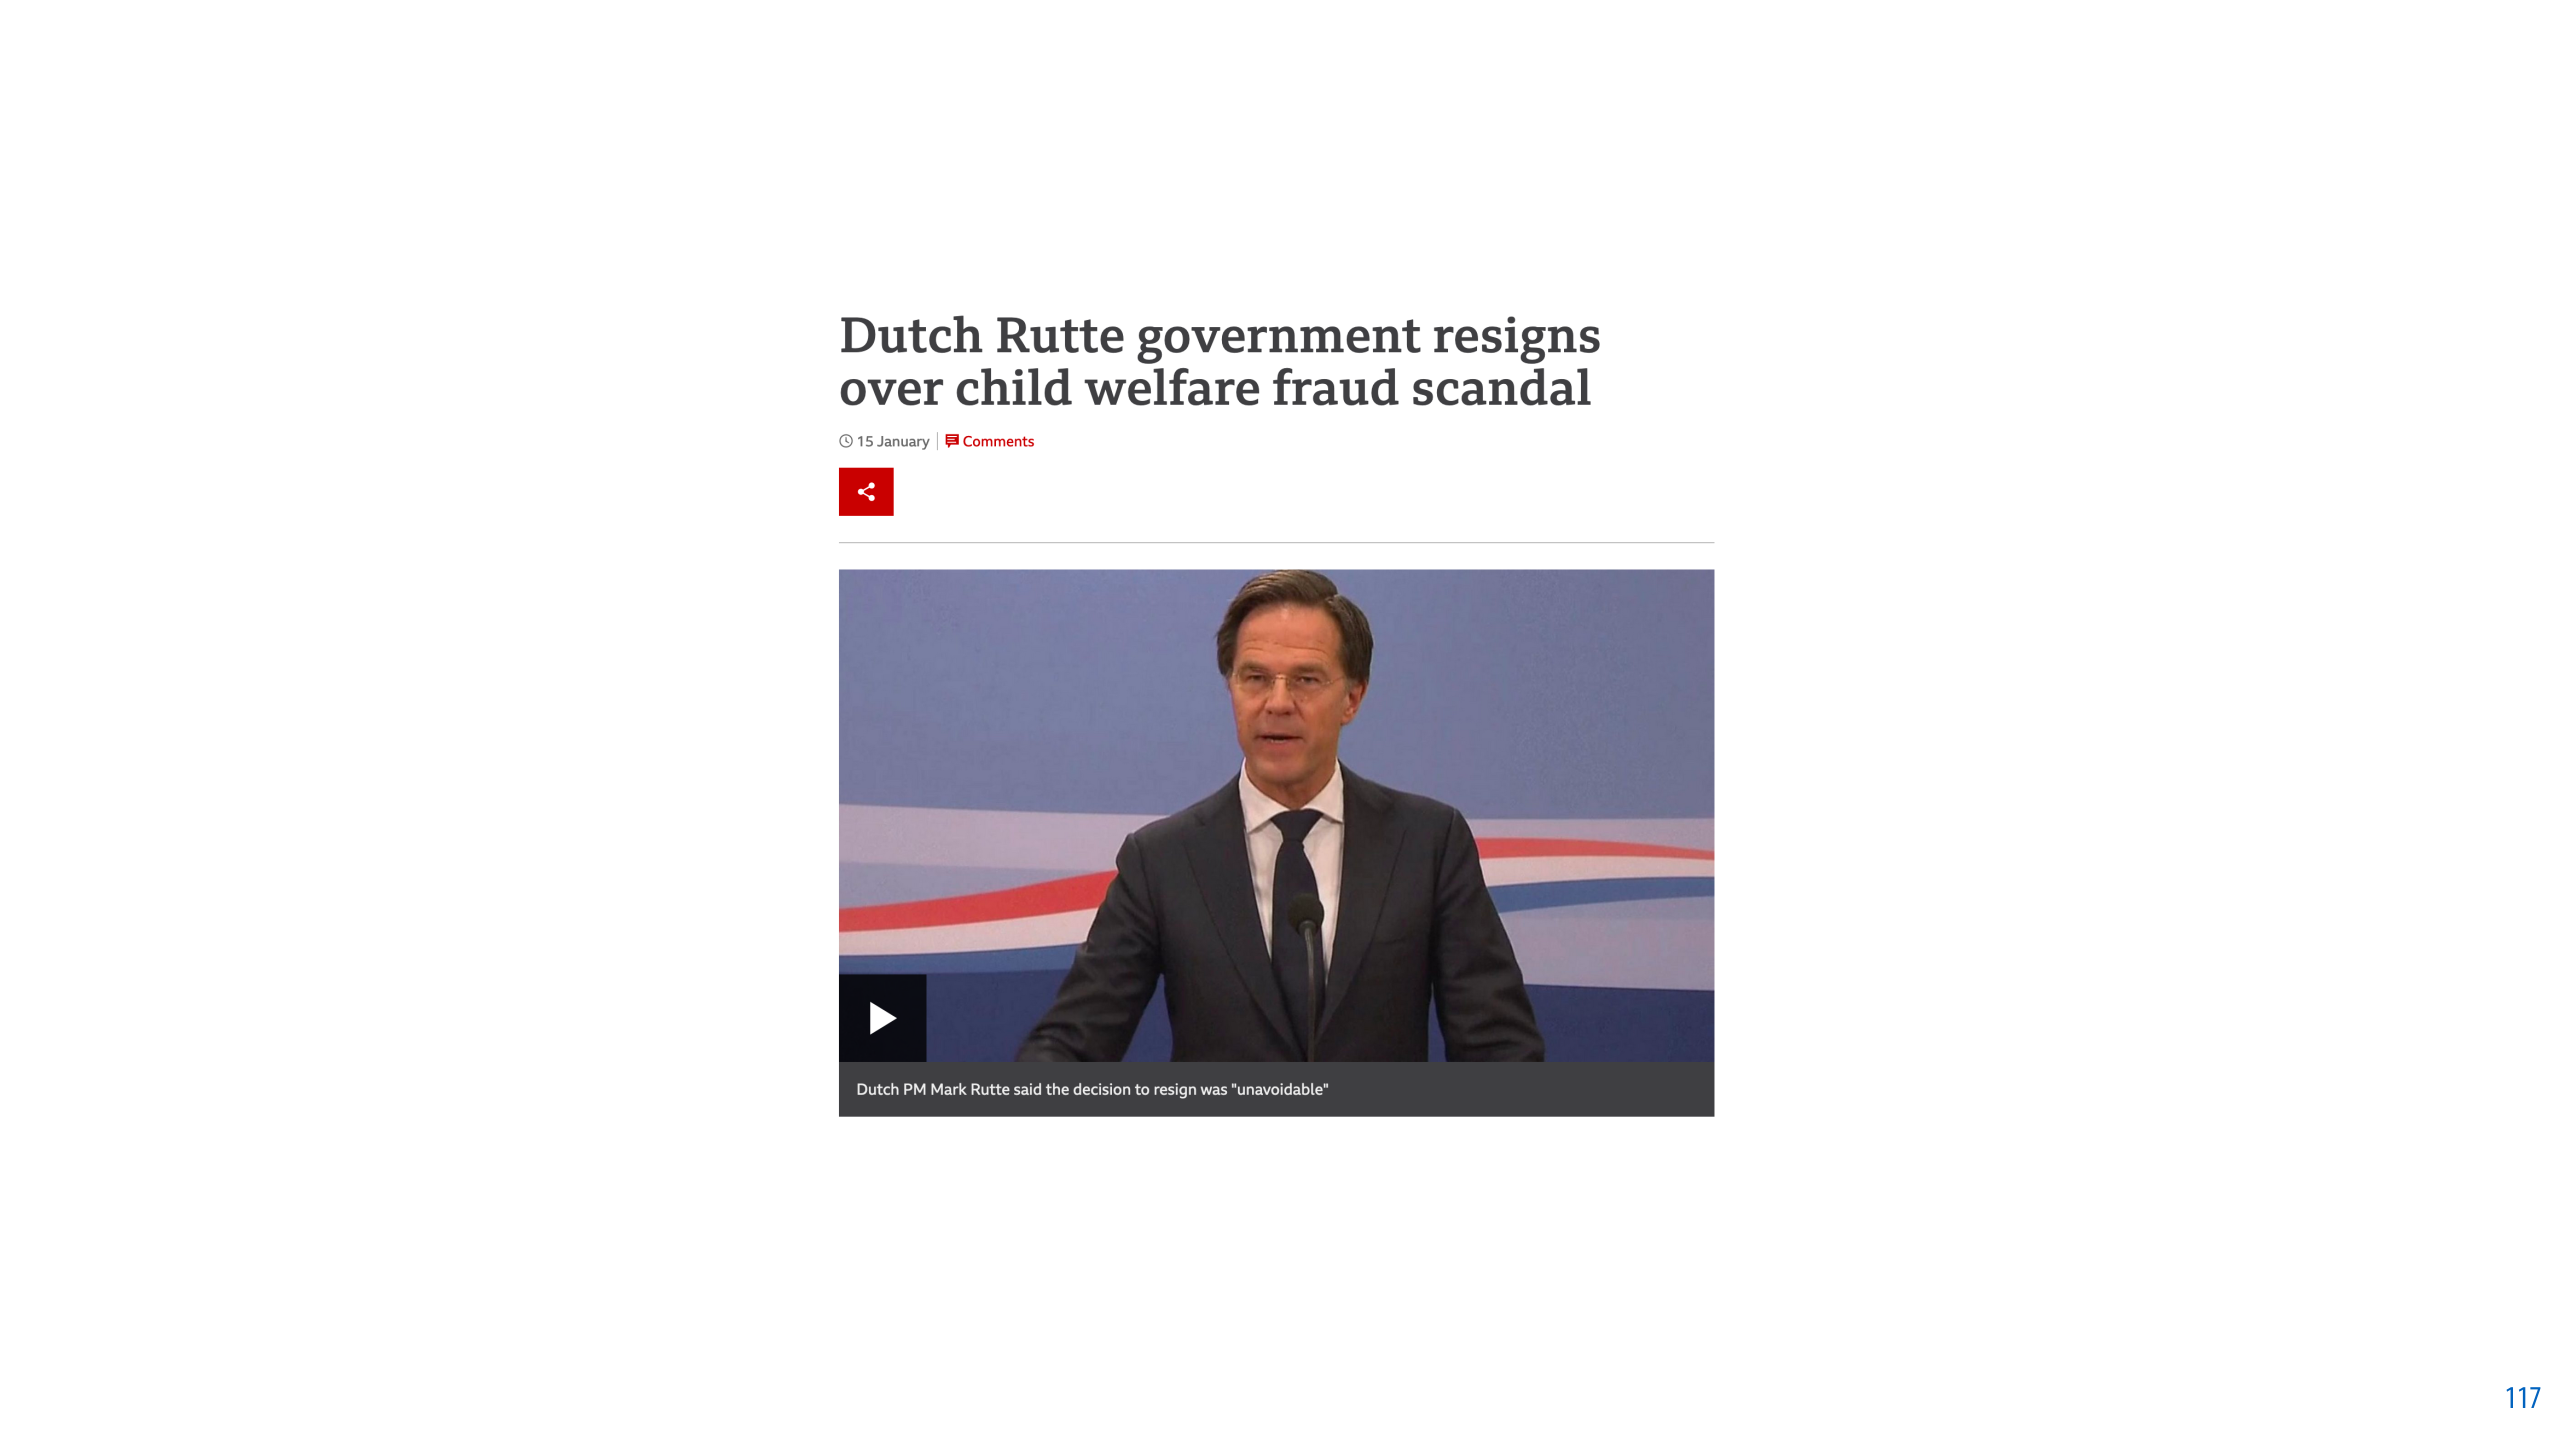 Dutch Rutte government resigns
over child welfare fraud scandal
15 January
Comments
Dutch PM Mark Rutte said the decision to resign was "unavoidable"
117